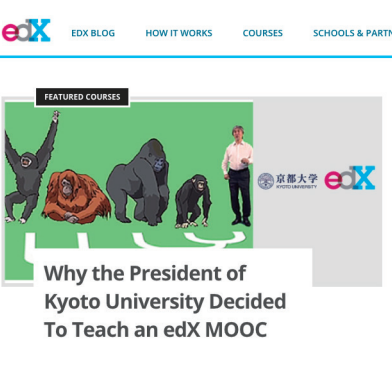 edX
EDX BLOG
HOW IT WORKS
COURSES
SCHOOLS & PARTN
FEATURED COURSES
京都大学
KYOTO UNIVERSITY
edX
Why the President of
Kyoto University Decided
To Teach an edX MOOC